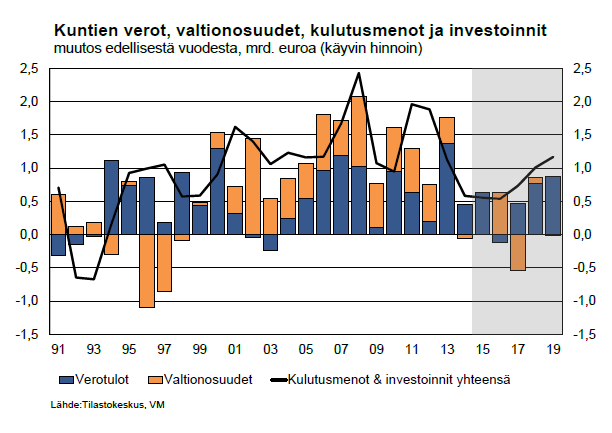 Kuntien verot, valtionosuudet, kulutusmenot ja investoinnit
muutos edellisestä vuodesta, mrd. euroa (käyvin hinnoin)
2,5 2,5
2,0 2,0
1,5 1,5
1,0 1,0
0,5 0,5
0,0 0,0
-0,5 -0,5
-1,0 -1,0
-1,5 -1,5
91 93 95 97 99 01 03 05 07 09 11 13 15 17 19
Verotulot Valtionosuudet Kulutusmenot & investoinnit yhteensä
Lähde:Tilastokeskus, VM